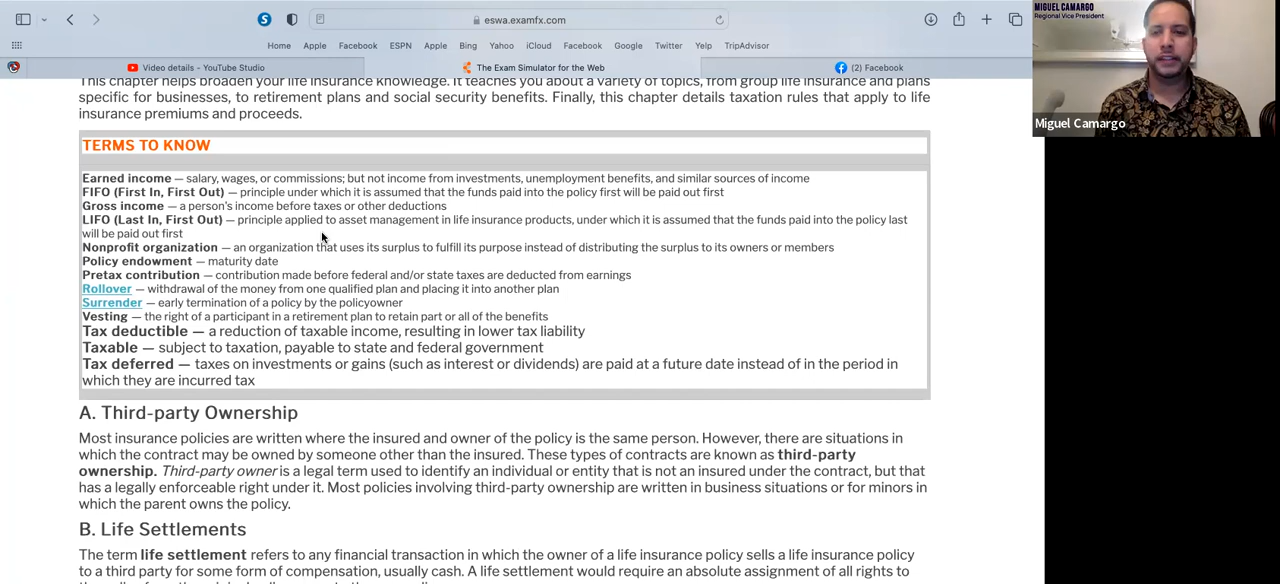 eswa.examfx.com
Home Apple Facebook ESPN Apple Bing Yahoo iCloud Facebook Google Twitter Yelp TripAdvisor
Video details - YouTube Studio
The Exam Simulator for the Web
(2) Facebook
MIGUEL CAMARGO
Regional Vice President
Miguel Camargo
This chapter helps broaden your life insurance knowledge. It teaches you about a variety of topics, from group life insurance and plans
specific for businesses, to retirement plans and social security benefits. Finally, this chapter details taxation rules that apply to life
insurance premiums and proceeds.
TERMS TO KNOW
Earned income — salary, wages, or commissions; but not income from investments, unemployment benefits, and similar sources of income
FIFO (First In, First Out) — principle under which it is assumed that the funds paid into the policy first will be paid out first
Gross income — a person's income before taxes or other deductions
LIFO (Last In, First Out) — principle applied to asset management in life insurance products, under which it is assumed that the funds paid into the policy last
will be paid out first
Nonprofit organization — an organization that uses its surplus to fulfill its purpose instead of distributing the surplus to its owners or members
Policy endowment — maturity date
Pretax contribution — contribution made before federal and/or state taxes are deducted from earnings
Rollover — withdrawal of the money from one qualified plan and placing it into another plan
Surrender — early termination of a policy by the policyowner
Vesting — the right of a participant in a retirement plan to retain part or all of the benefits
Tax deductible — a reduction of taxable income, resulting in lower tax liability
Taxable — subject to taxation, payable to state and federal government
Tax deferred — taxes on investments or gains (such as interest or dividends) are paid at a future date instead of in the period in
which they are incurred tax
A. Third-party Ownership
Most insurance policies are written where the insured and owner of the policy is the same person. However, there are situations in
which the contract may be owned by someone other than the insured. These types of contracts are known as third-party
ownership. Third-party owner is a legal term used to identify an individual or entity that is not an insured under the contract, but that
has a legally enforceable right under it. Most policies involving third-party ownership are written in business situations or for minors in
which the parent owns the policy.
B. Life Settlements
The term life settlement refers to any financial transaction in which the owner of a life insurance policy sells a life insurance policy
to a third party for some form of compensation, usually cash. A life settlement would require an absolute assignment of all rights to